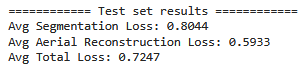 ============ Test set results ============
Avg Segmentation Loss: 0.8044
Avg Aerial Reconstruction Loss: 0.5933
Avg Total Loss: 0.7247